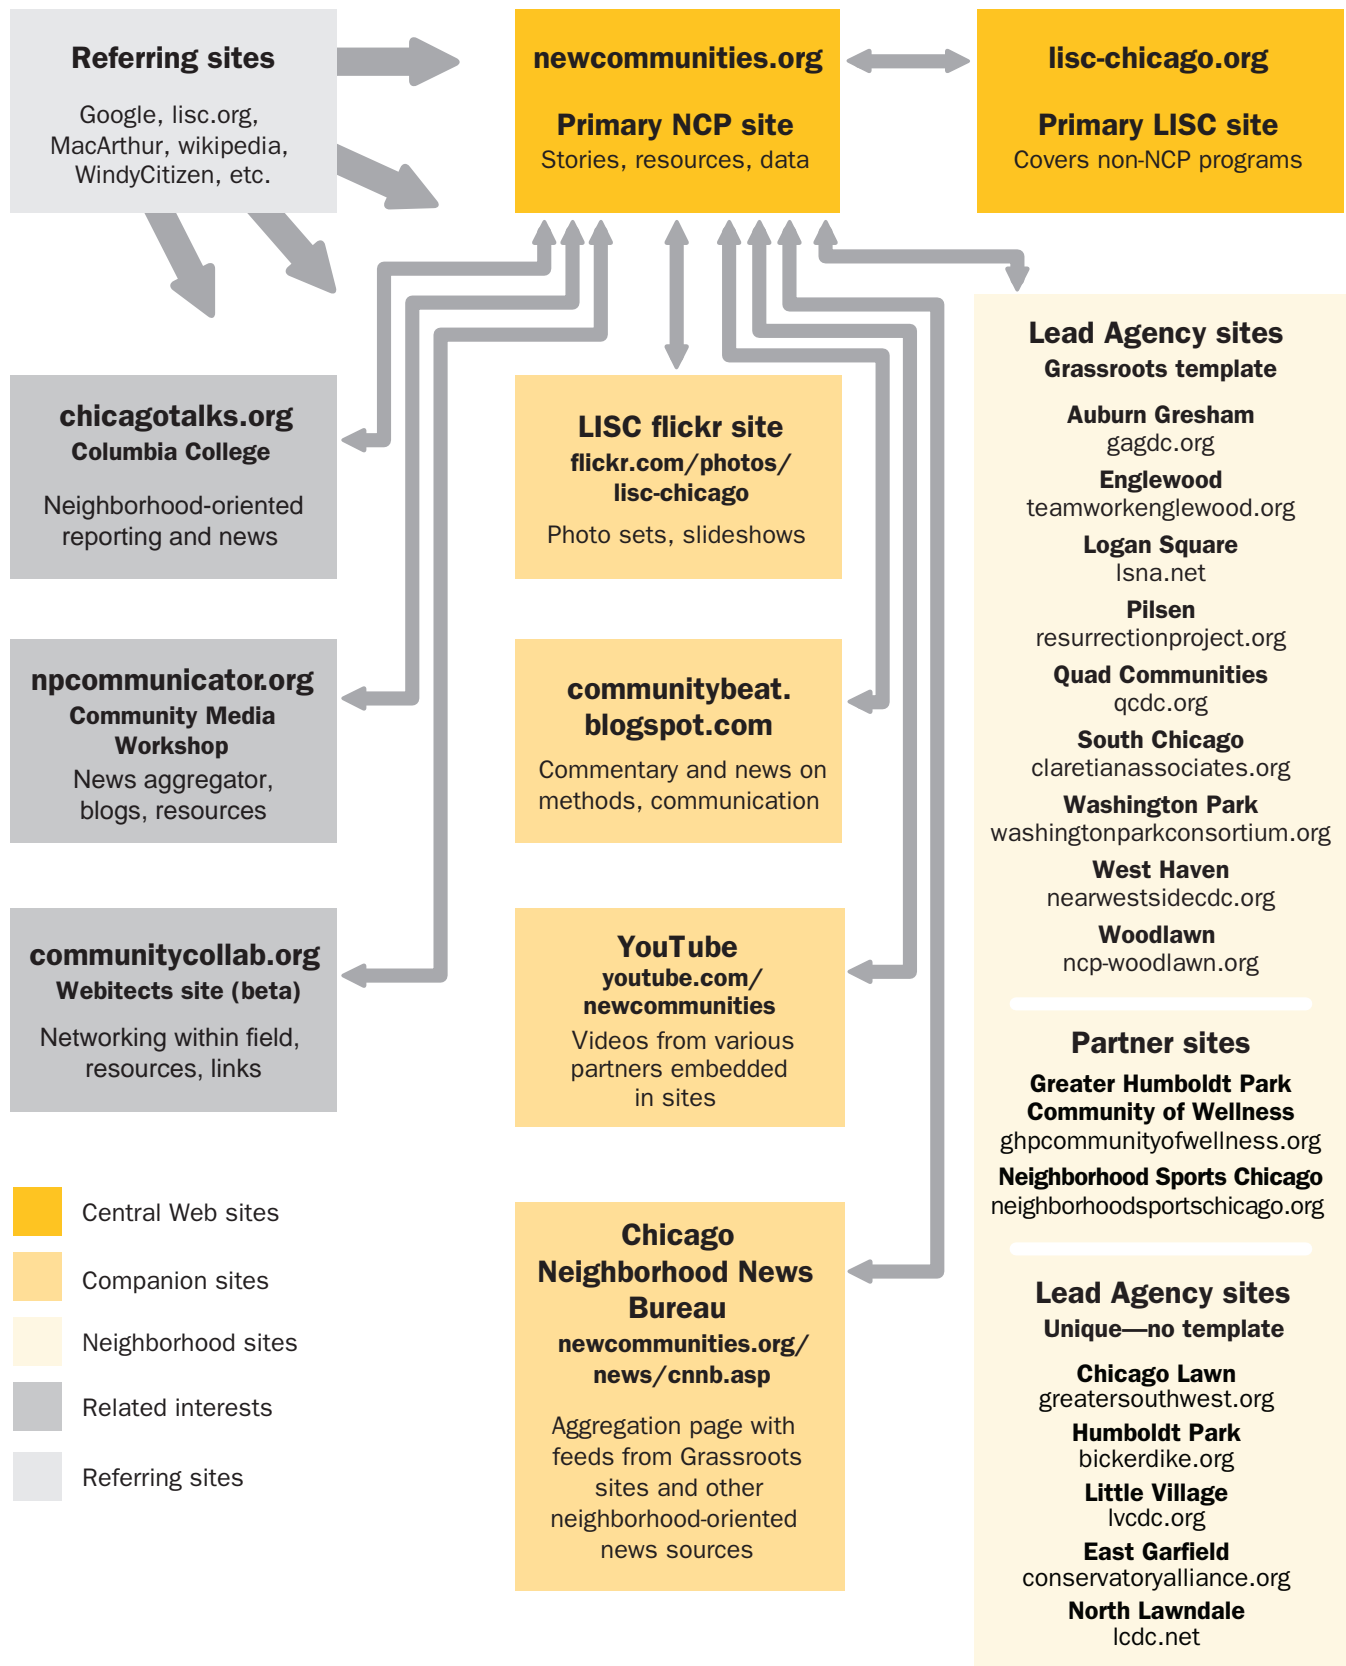 Referring sites
Google, lisc.org,
MacArthur, wikipedia,
WindyCitizen, etc.
newcommunities.org
Primary NCP site
Stories, resources, data
lisc-chicago.org
Primary LISC site
Covers non-NCP programs
chicagotalks.org
Columbia College
Neighborhood-oriented
reporting and news
npcommunicator.org
Community Media
Workshop
News aggregator,
blogs, resources
communitycollab.org
Webitects site (beta)
Networking within field,
resources, links
LISC flickr site
flickr.com/photos/
lisc-chicago
Photo sets, slideshows
communitybeat.
blogspot.com
Commentary and news on
methods, communication
YouTube
youtube.com/
newcommunities
Videos from various
partners embedded
in sites
Chicago
Neighborhood News
Bureau
newcommunities.org/
news/cnnb.asp
Aggregation page with
feeds from Grassroots
sites and other
neighborhood-oriented
news sources
Lead Agency sites
Grassroots template
Auburn Gresham
gagdc.org
Englewood
teamworkenglewood.org
Logan Square
lsna.net
Pilsen
resurrectionproject.org
Quad Communities
qcdc.org
South Chicago
claretianassociates.org
Washington Park
washingtonparkconsortium.org
West Haven
nearwestsidecdc.org
Woodlawn
ncp-woodlawn.org
Partner sites
Greater Humboldt Park
Community of Wellness
ghpcommunityofwellness.org
Neighborhood Sports Chicago
neighborhoodsportschicago.org
Lead Agency sites
Unique—no template
Chicago Lawn
greatersouthwest.org
Humboldt Park
bickerdike.org
Little Village
lvcdc.org
East Garfield
conservatoryalliance.org
North Lawndale
lcdc.net
Central Web sites
Companion sites
Neighborhood sites
Related interests
Referring sites